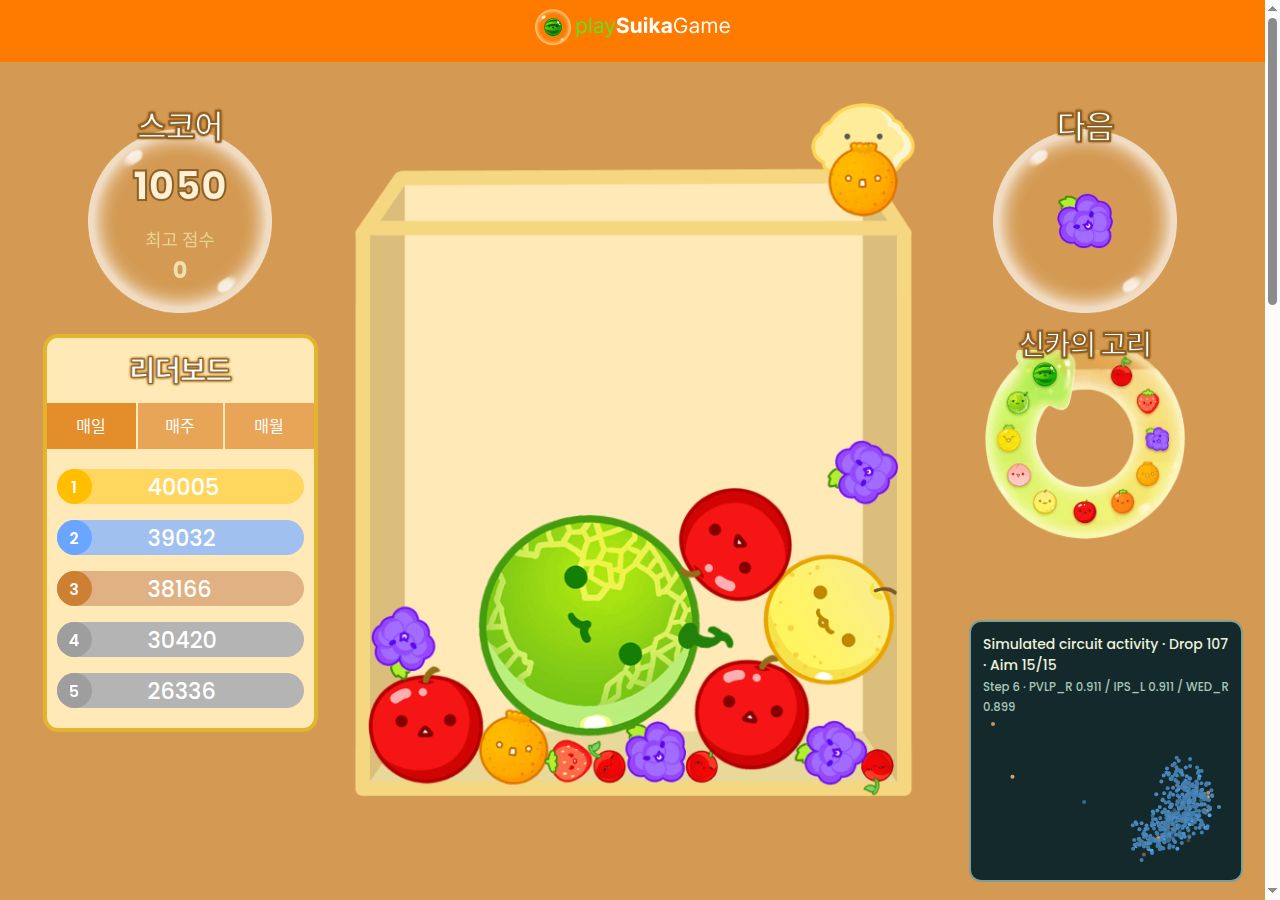 playSuikaGame
스코어
1050
최고 점수
0
리더보드
매일 매주 매월
1 40005
2 39032
3 38166
4 30420
5 26336
다음
신카의 고리
Simulated circuit activity · Drop 107
· Aim 15/15
Step 6 · PVLP_R 0.911 / IPS_L 0.911 / WED_R
0.899